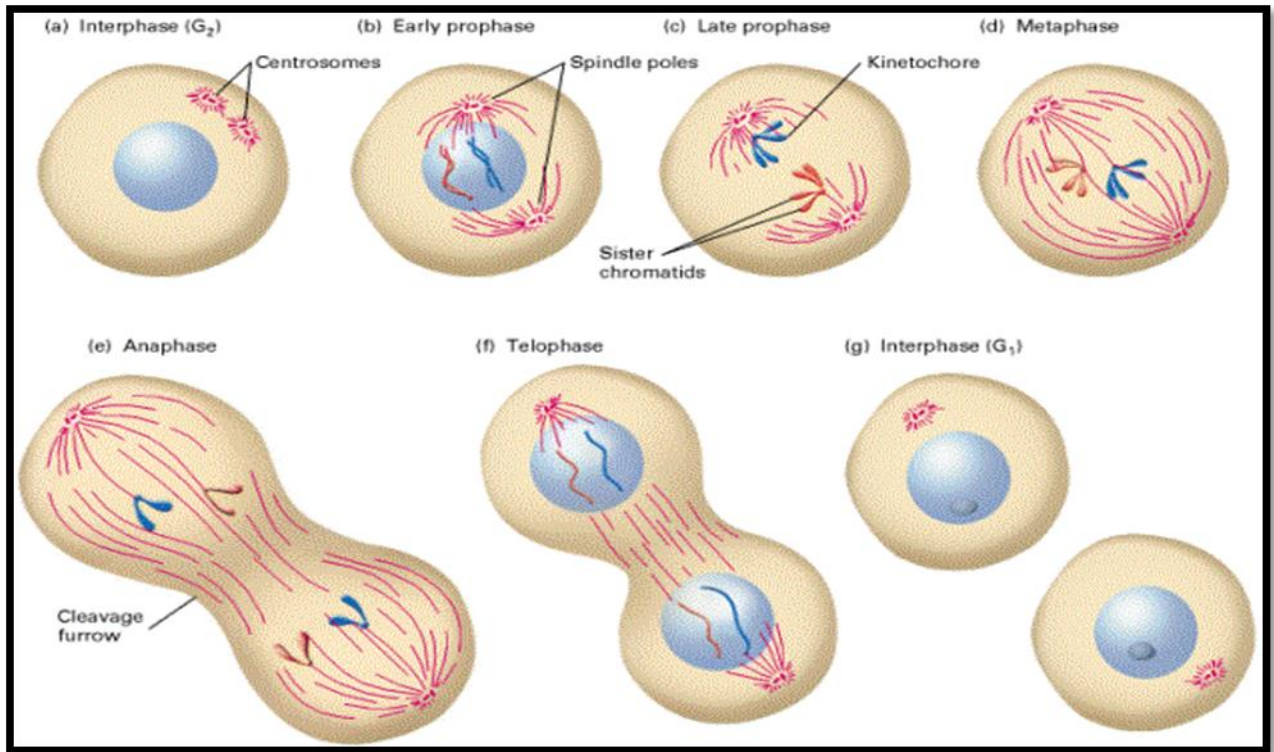 (a) Interphase (G₂)
(b) Early prophase
(c) Late prophase
(d) Metaphase
Centrosomes
Spindle poles
Kinetochore
Sister
chromatids
(e) Anaphase
(f) Telophase
(g) Interphase (G₁)
Cleavage
furrow